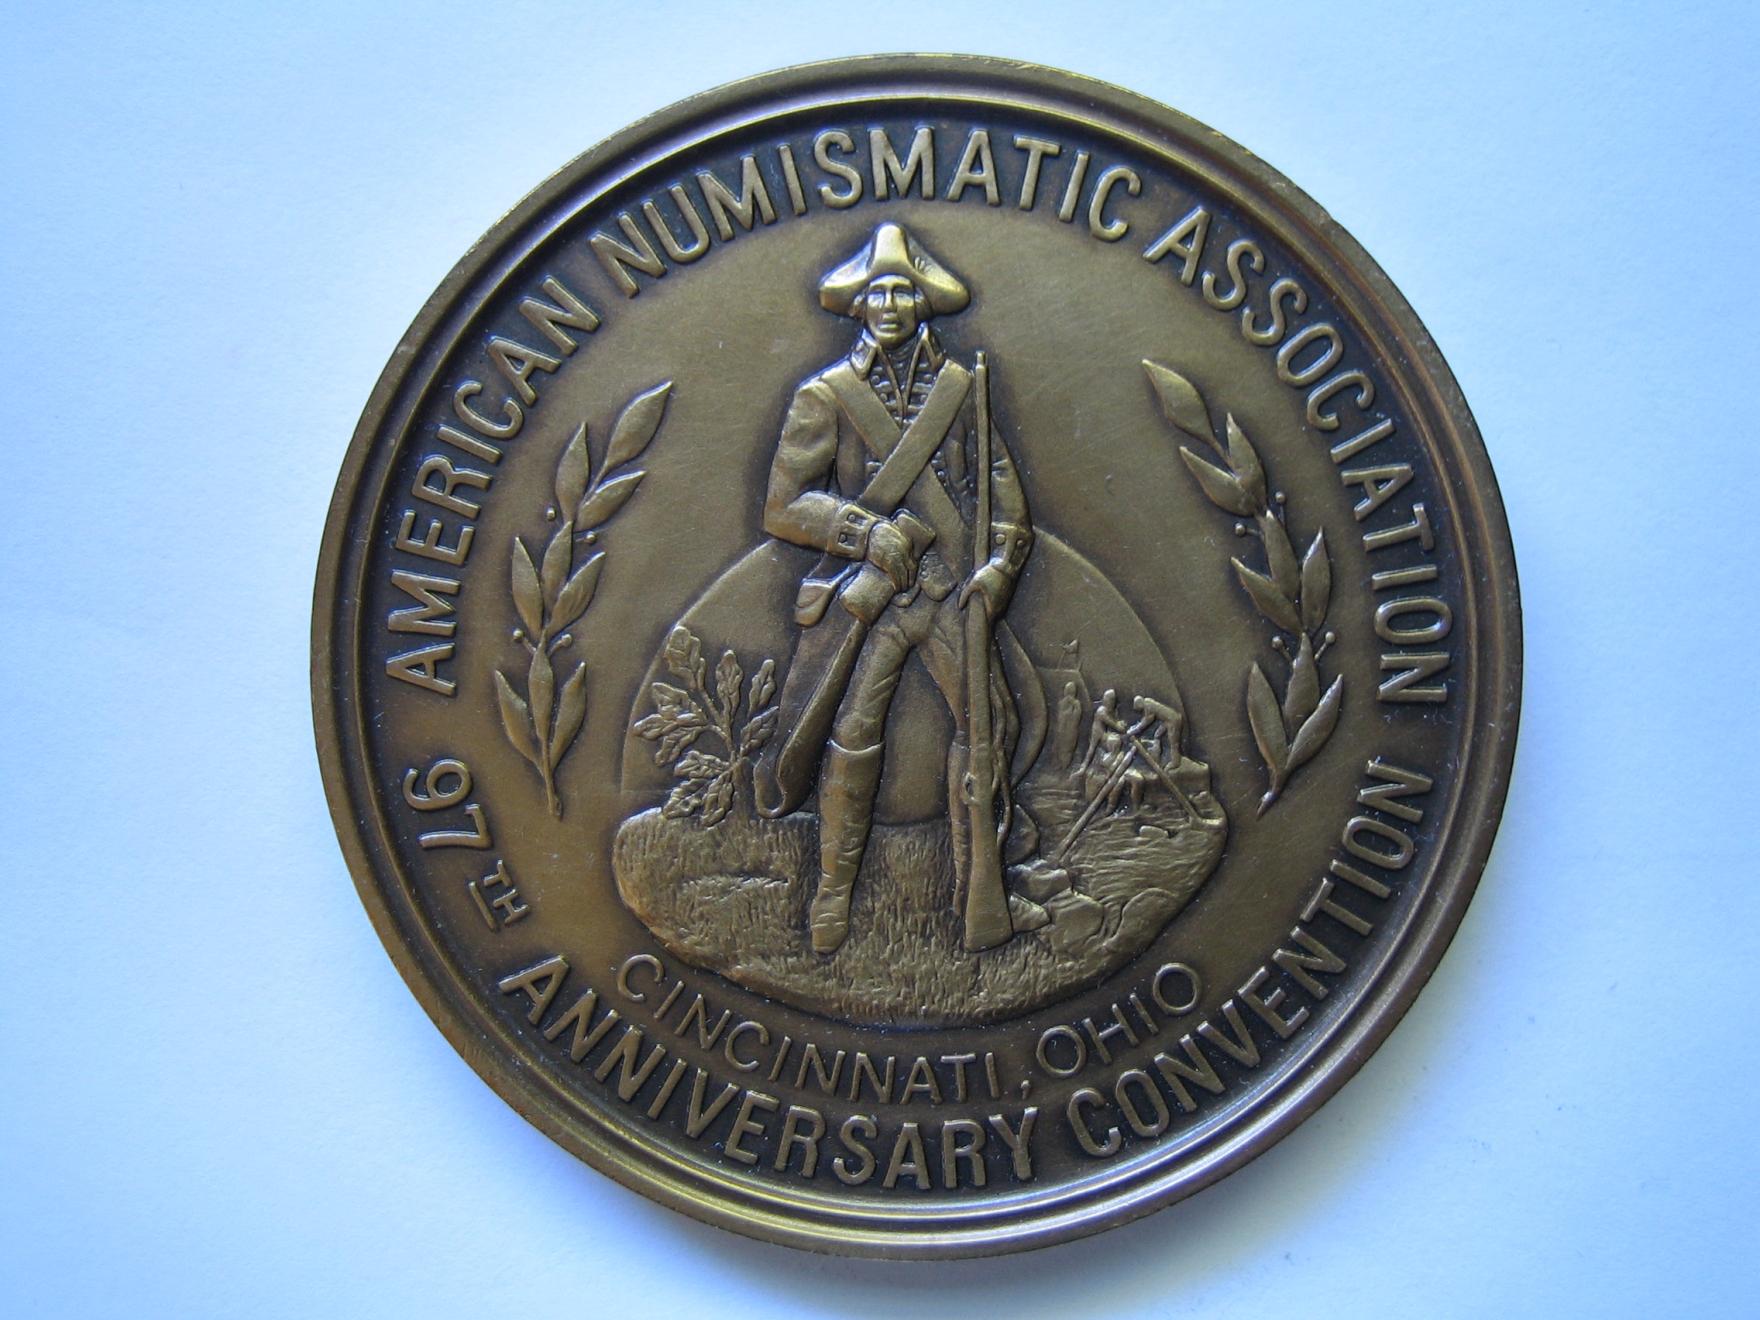 AMERICAN NUMISMATIC ASSOCIATION
97TH ANNIVERSARY CONVENTION
CINCINNATI, OHIO